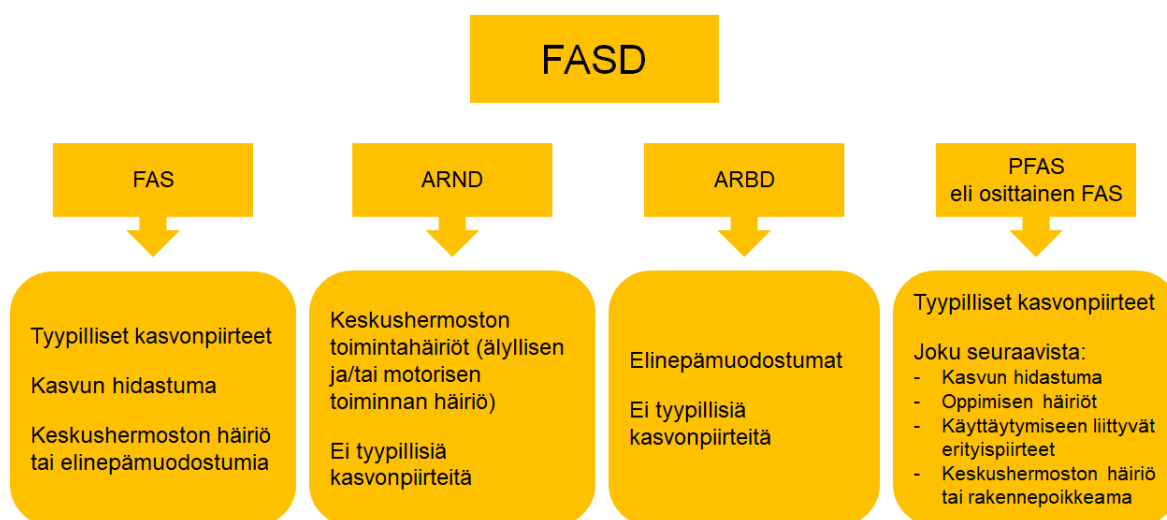 FASD
FAS
Tyypilliset kasvonpiirteet
Kasvun hidastuma
Keskushermoston häiriö
tai elinepämuodostumia
ARND
Keskushermoston
toimintahäiriöt (älyllisen
ja/tai motorisen
toiminnan häiriö)
Ei tyypillisiä
kasvonpiirteitä
ARBD
Elinepämuodostumat
Ei tyypillisiä
kasvonpiirteitä
PFAS
eli osittainen FAS
Tyypilliset kasvonpiirteet
Joku seuraavista:
- Kasvun hidastuma
- Oppimisen häiriöt
- Käyttäytymiseen liittyvät
erityispiirteet
- Keskushermoston häiriö
tai rakennepoikkeama